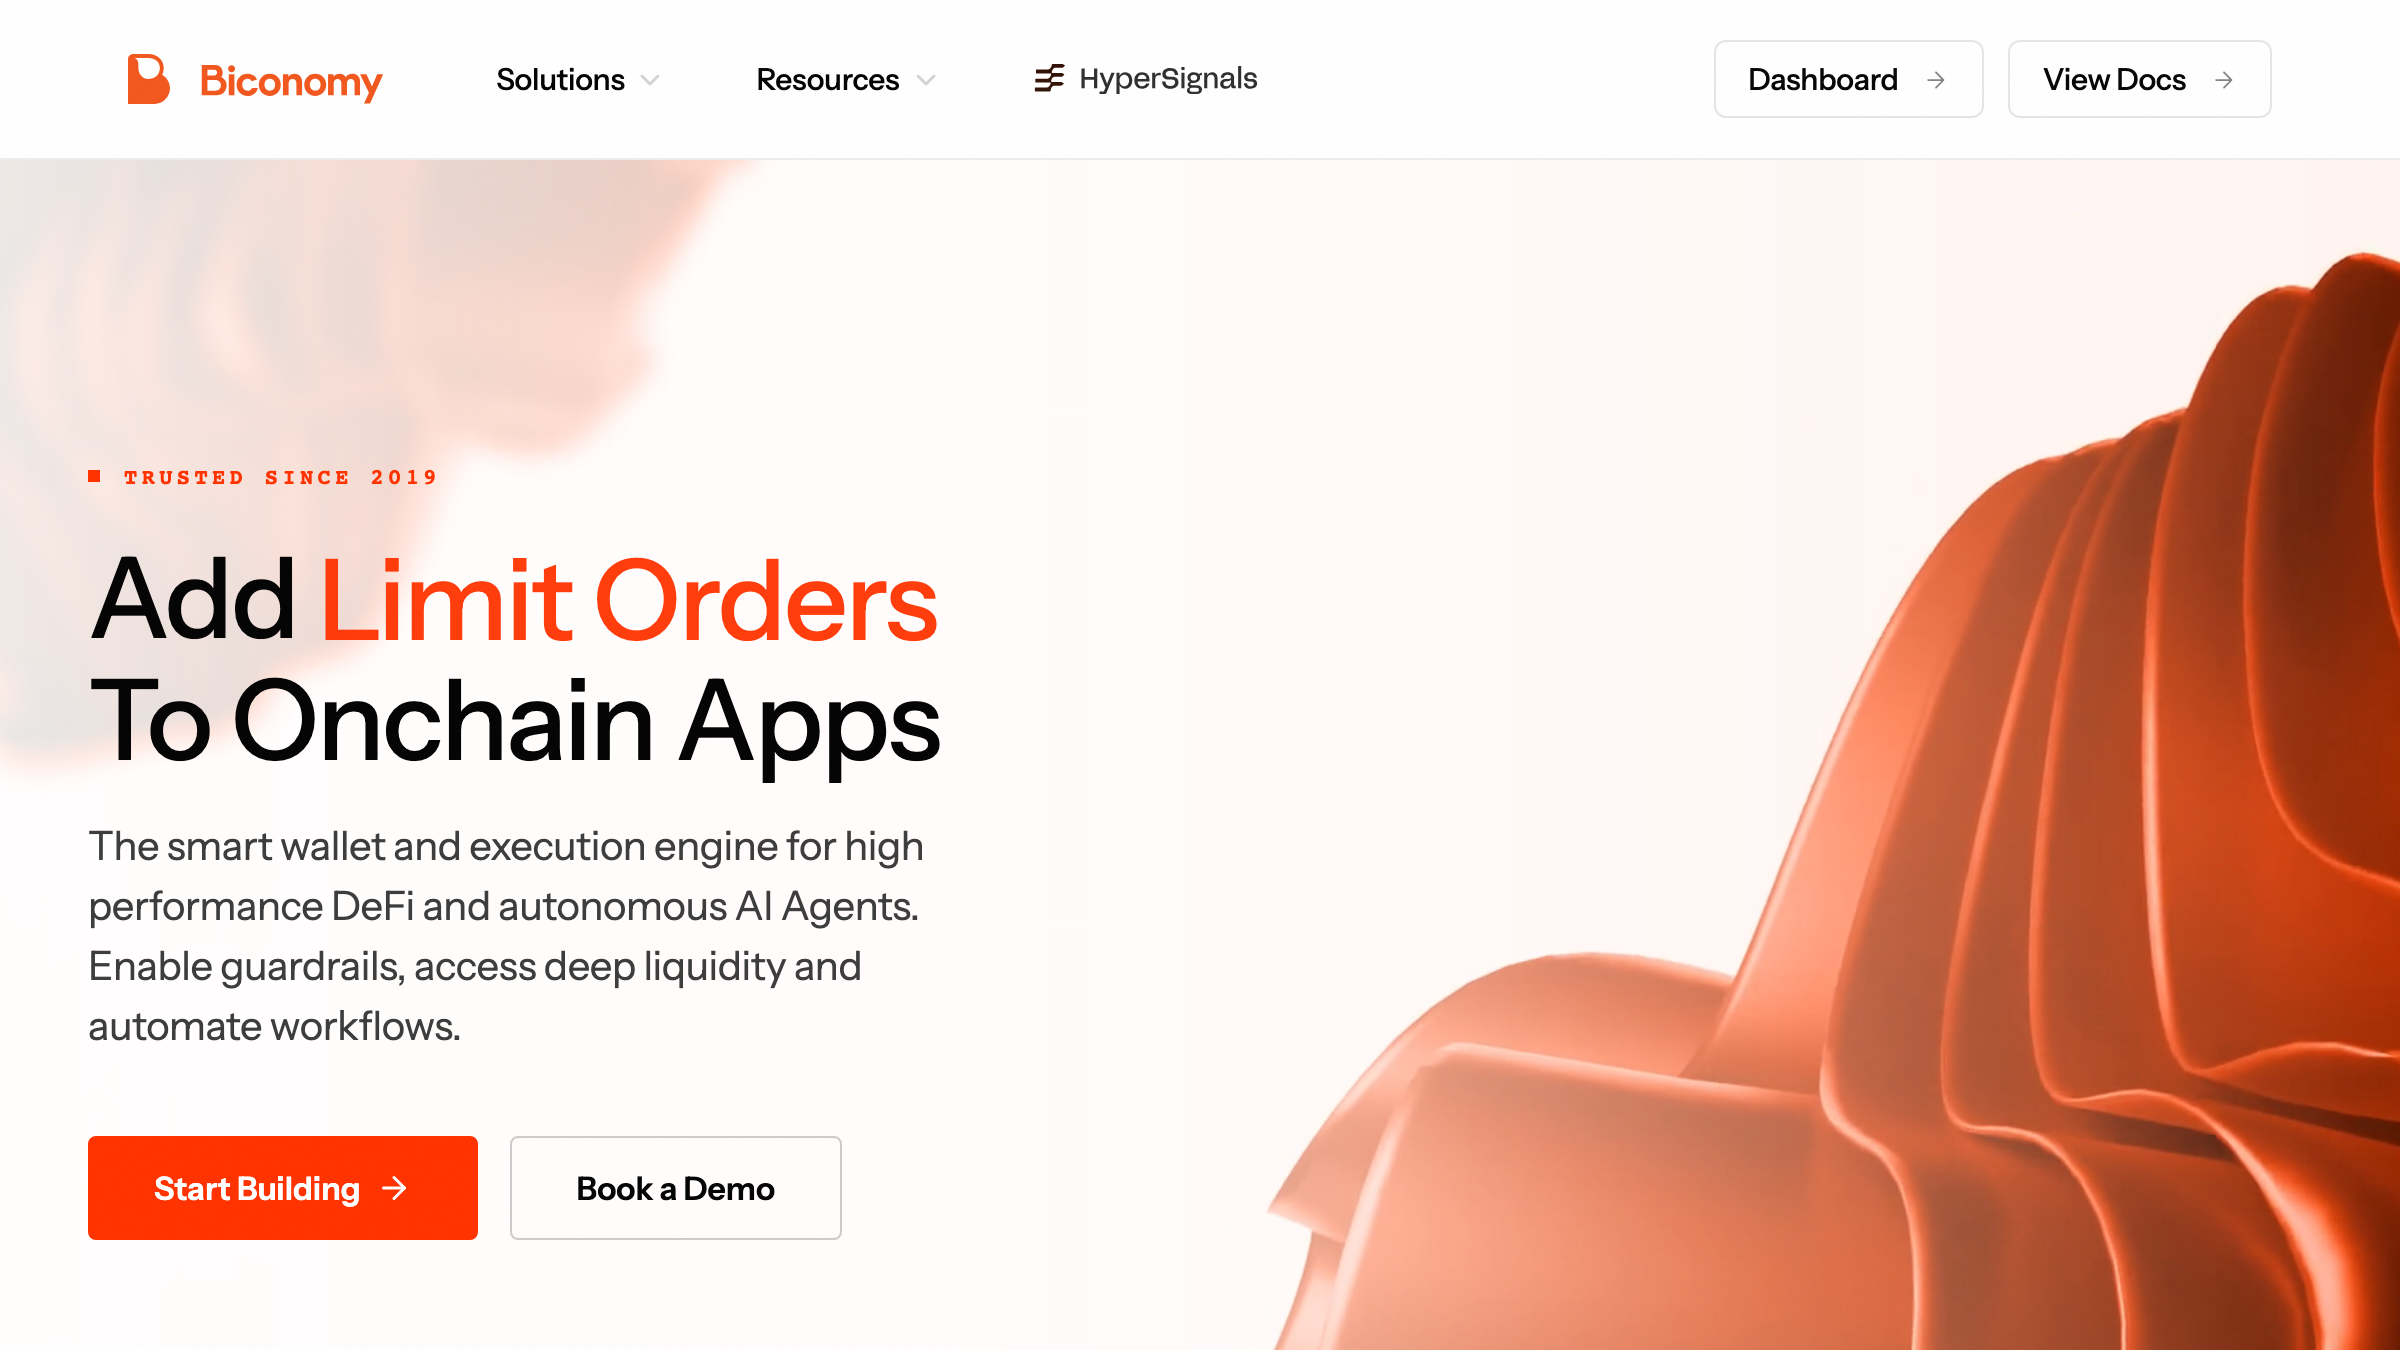 Biconomy
Solutions
Resources
HyperSignals
Dashboard
View Docs
TRUSTED SINCE 2019
Add Limit Orders
To Onchain Apps
The smart wallet and execution engine for high
performance DeFi and autonomous AI Agents.
Enable guardrails, access deep liquidity and
automate workflows.
Start Building
Book a Demo